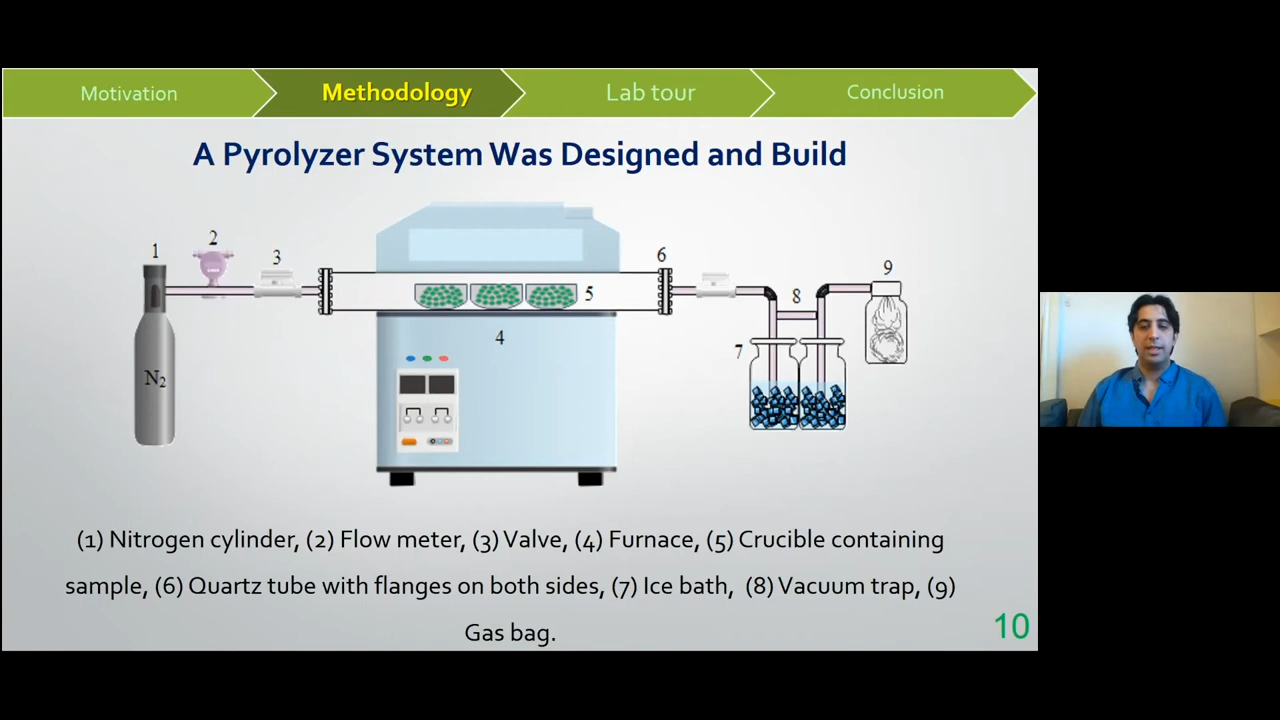 Motivation
Methodology
Lab tour
Conclusion
A Pyrolyzer System Was Designed and Build
1
2
3
4
5
6
7
8
9
N2
(1) Nitrogen cylinder, (2) Flow meter, (3) Valve, (4) Furnace, (5) Crucible containing
sample, (6) Quartz tube with flanges on both sides, (7) Ice bath,  (8) Vacuum trap, (9)
Gas bag.
10